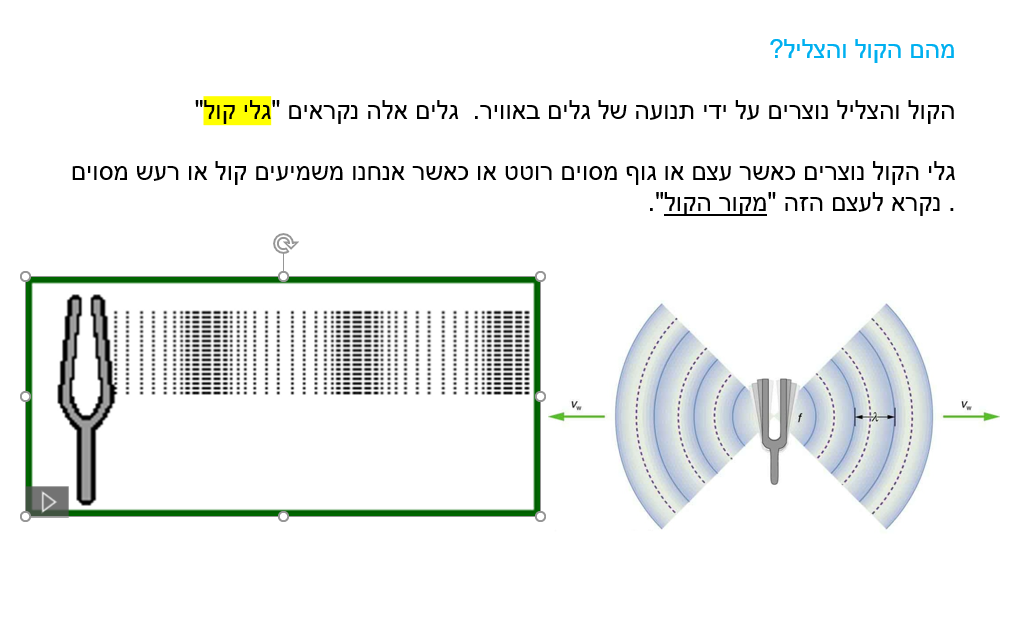 מהם הקול והצליל?
הקול והצליל נוצרים על ידי תנועה של גלים באוויר.  גלים אלה נקראים "גלי קול"
גלי הקול נוצרים כאשר עצם או גוף מסוים רוטט או כאשר אנחנו משמיעים קול או רעש מסוים
. נקרא לעצם הזה "מקור הקול".
v_w
f
λ
v_w